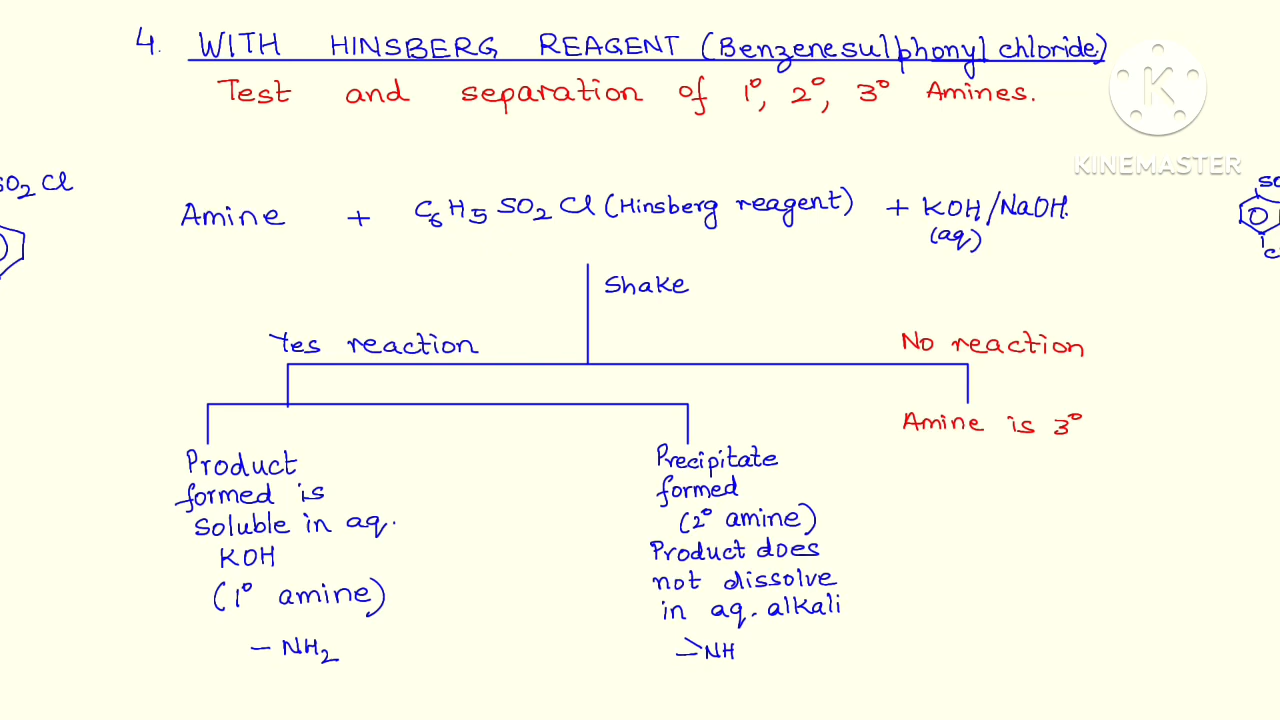 4. WITH HINSBERG REAGENT (Benzenesulphonyl chloride)
Test and separation of 1°, 2°, 3° Amines.
K
KINEMASTER
SO2 Cl
Amine + C6H5SO2Cl (Hinsberg reagent) + KOH/NaOH.
(aq)
Shake
Yes reaction
No reaction
Amine is 3°
Product
formed is
soluble in aq.
KOH
(1° amine)
– NH2
Precipitate
formed
(2° amine)
Product does
not dissolve
in aq. alkali
>NH